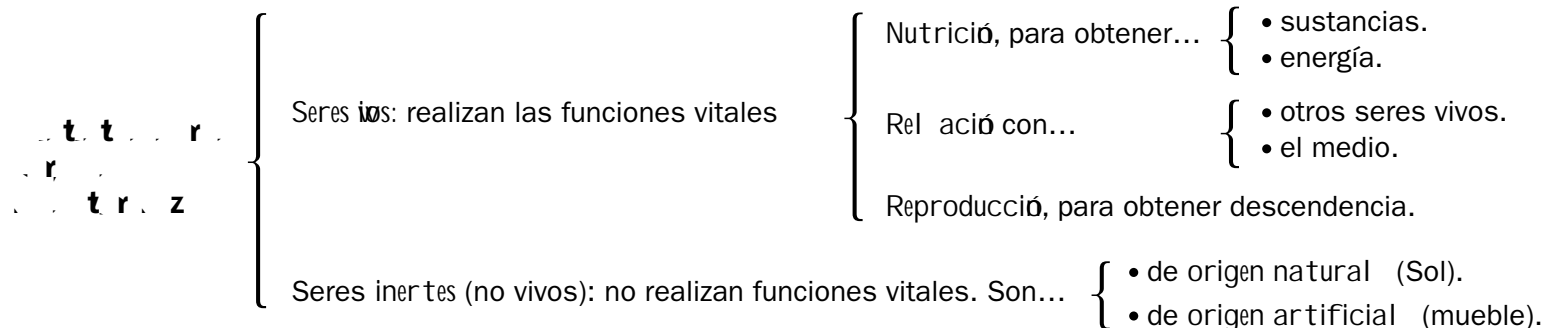 Nutrición, para obtener...
• sustancias.
• energía.
Seres vivos: realizan las funciones vitales
Relación con...
• otros seres vivos.
• el medio.
Reproducción, para obtener descendencia.
Seres inertes (no vivos): no realizan funciones vitales. Son...
• de origen natural (Sol).
• de origen artificial (mueble).